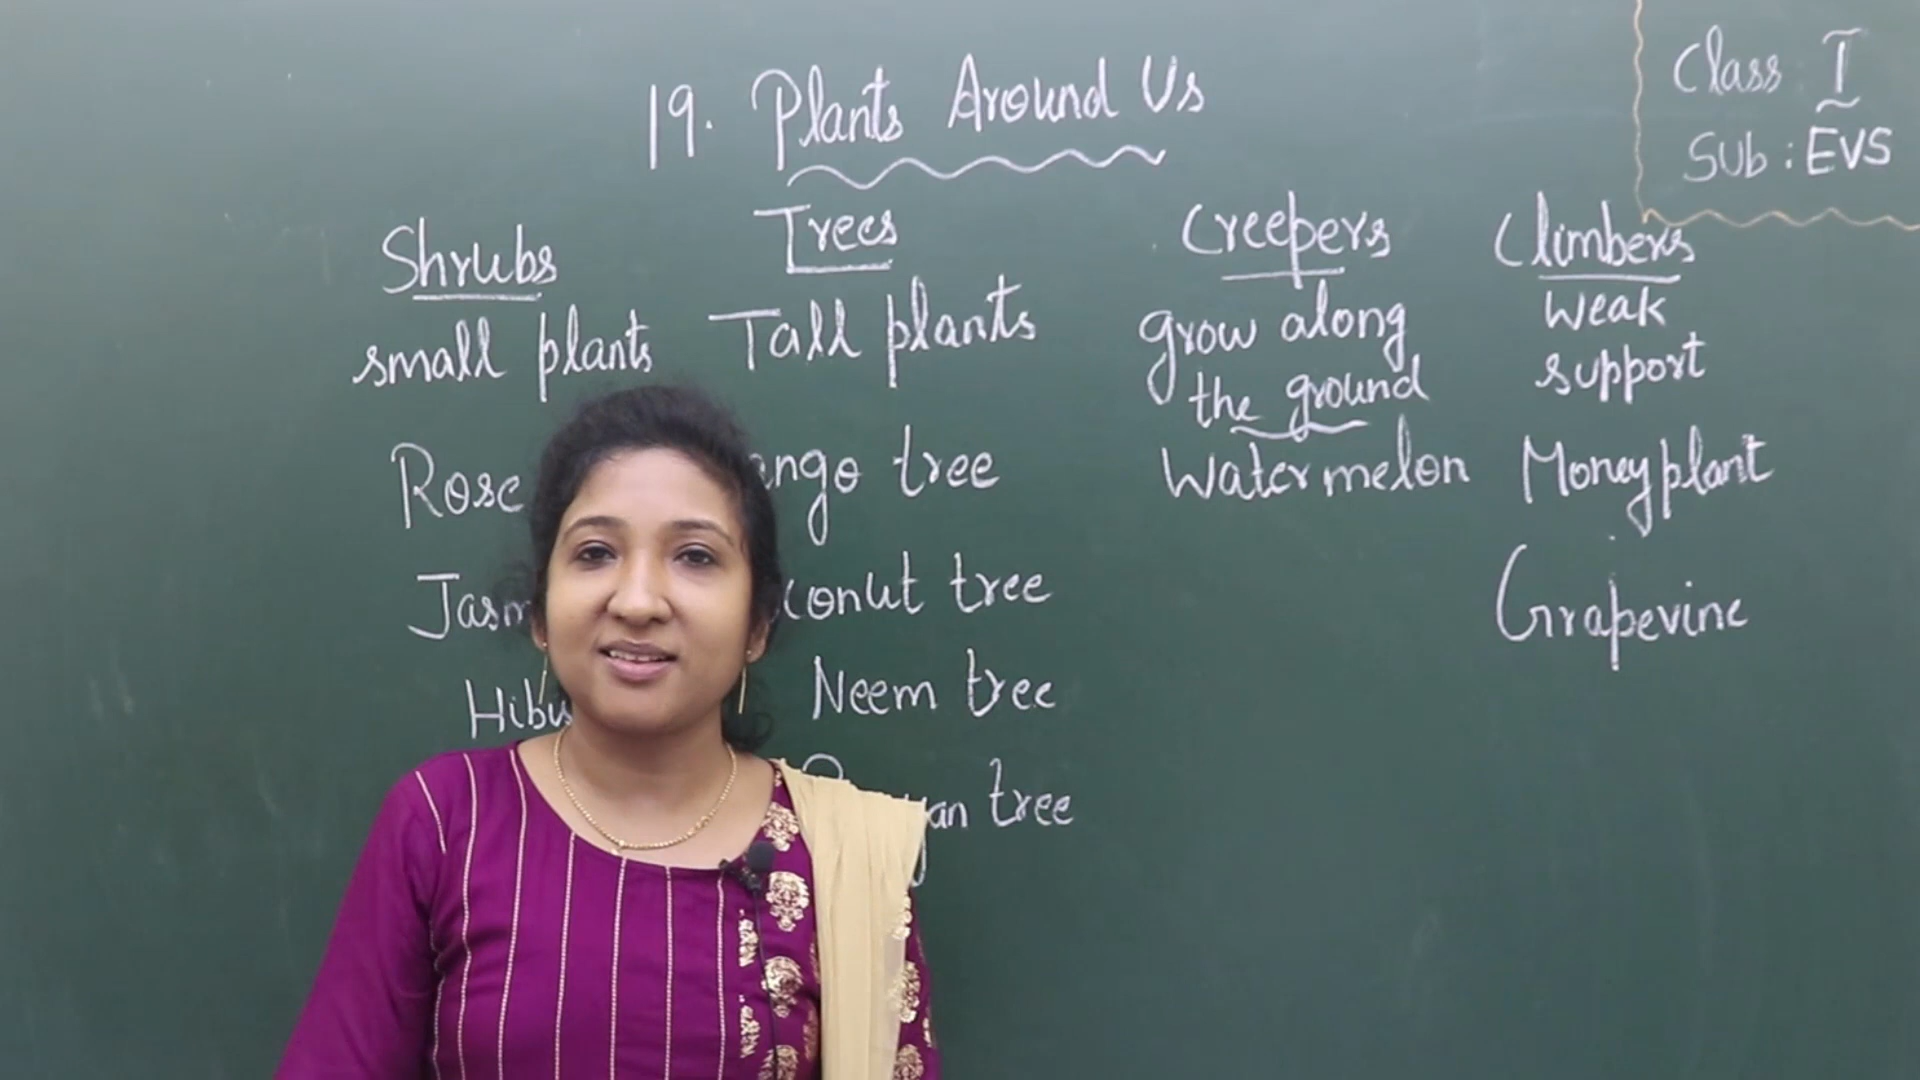 19. Plants Around Us
Class I
Sub : EVS
Shrubs
small plants
Rose
Trees
Tall plants
tree
tree
Neem tree
tree
Creepers
grow along
the ground
Watermelon
Climbers
weak
support
Moneyplant
Grapevine